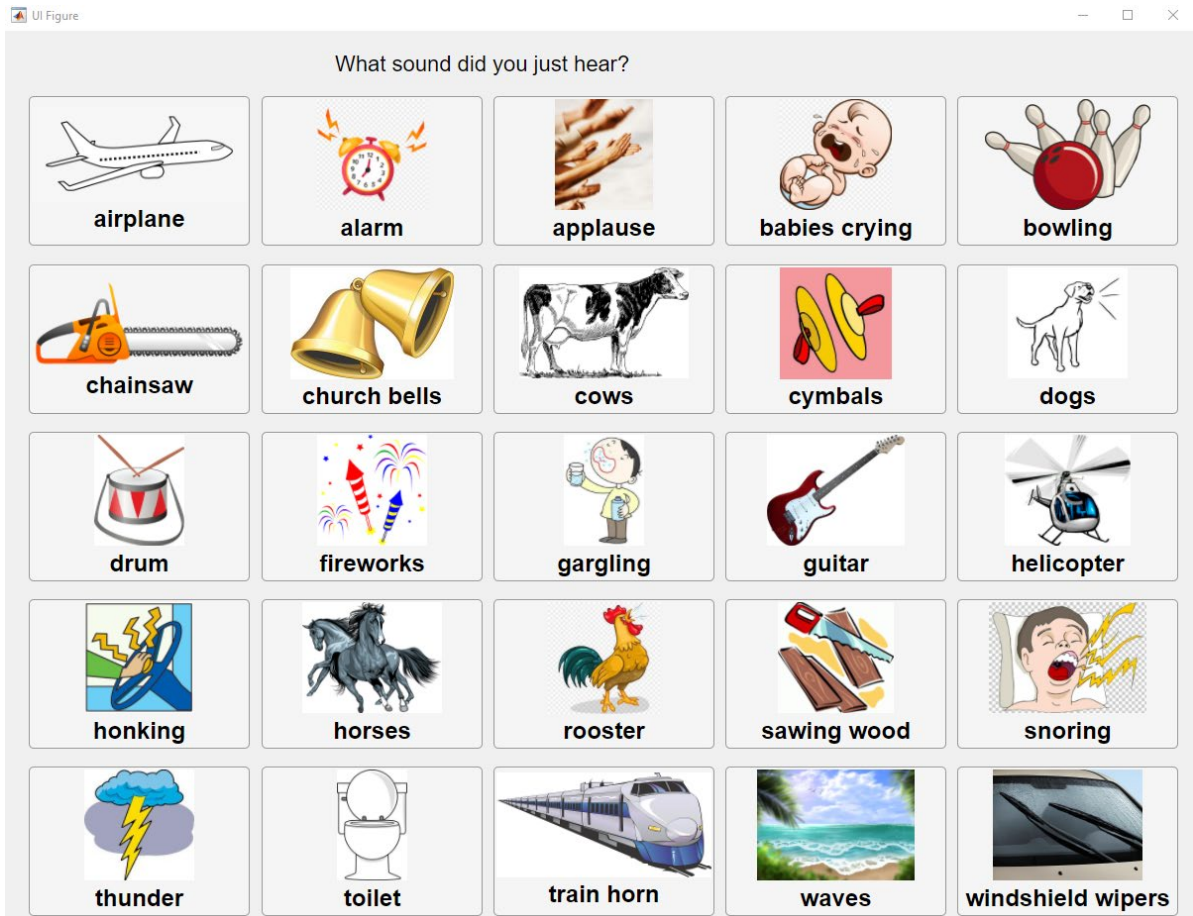 UI Figure
What sound did you just hear?
airplane
alarm
applause
babies crying
bowling
chainsaw
church bells
cows
cymbals
dogs
drum
fireworks
gargling
guitar
helicopter
honking
horses
rooster
sawing wood
snoring
thunder
toilet
train horn
waves
windshield wipers